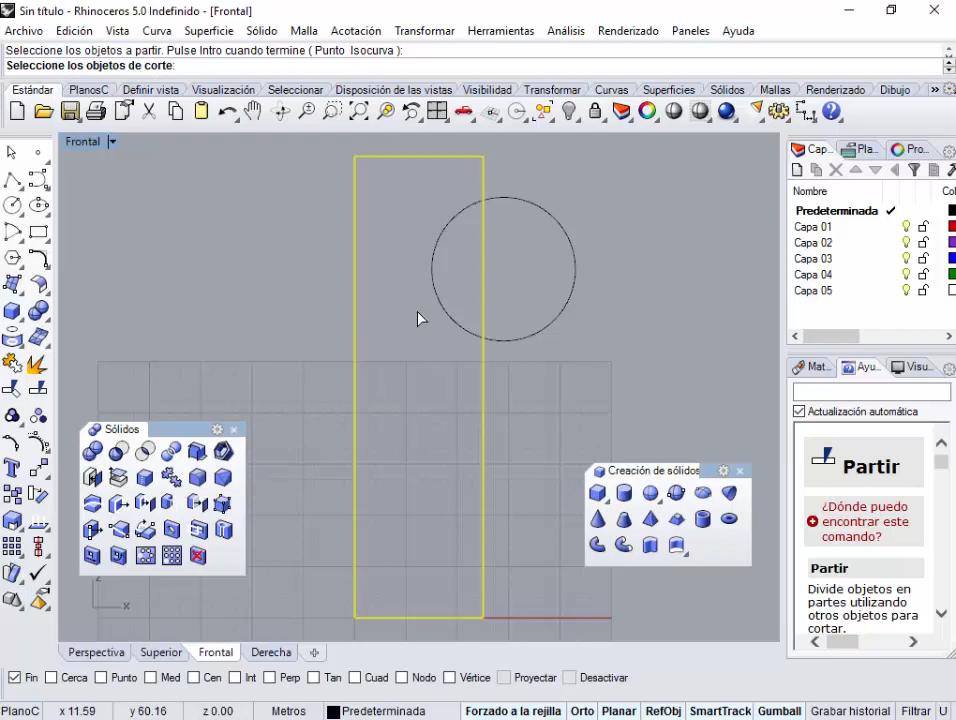 Sin título - Rhinoceros 5.0 Indefinido - [Frontal]
Archivo Edición Vista Curva Superficie Sólido Malla Acotación Transformar Herramientas Análisis Renderizado Paneles Ayuda
Seleccione los objetos a partir. Pulse Intro cuando termine ( Punto Isocurva ):
Seleccione los objetos de corte:
Estándar PlanosC Definir vista Visualización Seleccionar Disposición de las vistas Visibilidad Transformar Curvas Superficies Sólidos Mallas Renderizado Dibujo »
Frontal
Cap... Pla... Pro...
Nombre Co
Predeterminada
Capa 01
Capa 02
Capa 03
Capa 04
Capa 05
Mat... Ayu... Visu...
Actualización automática
Partir
¿Dónde puedo
encontrar este
comando?
Partir
Divide objetos en
partes utilizando
otros objetos para
cortar.
Sólidos
Creación de sólidos
z
x
Perspectiva Superior Frontal Derecha
Fin Cerca Punto Med Cen Int Perp Tan Cuad Nodo Vértice Proyectar Desactivar
PlanoC x 11.59 y 60.16 z 0.00 Metros Predeterminada Forzado a la rejilla Orto Planar RefObj SmartTrack Gumball Grabar historial Filtrar U